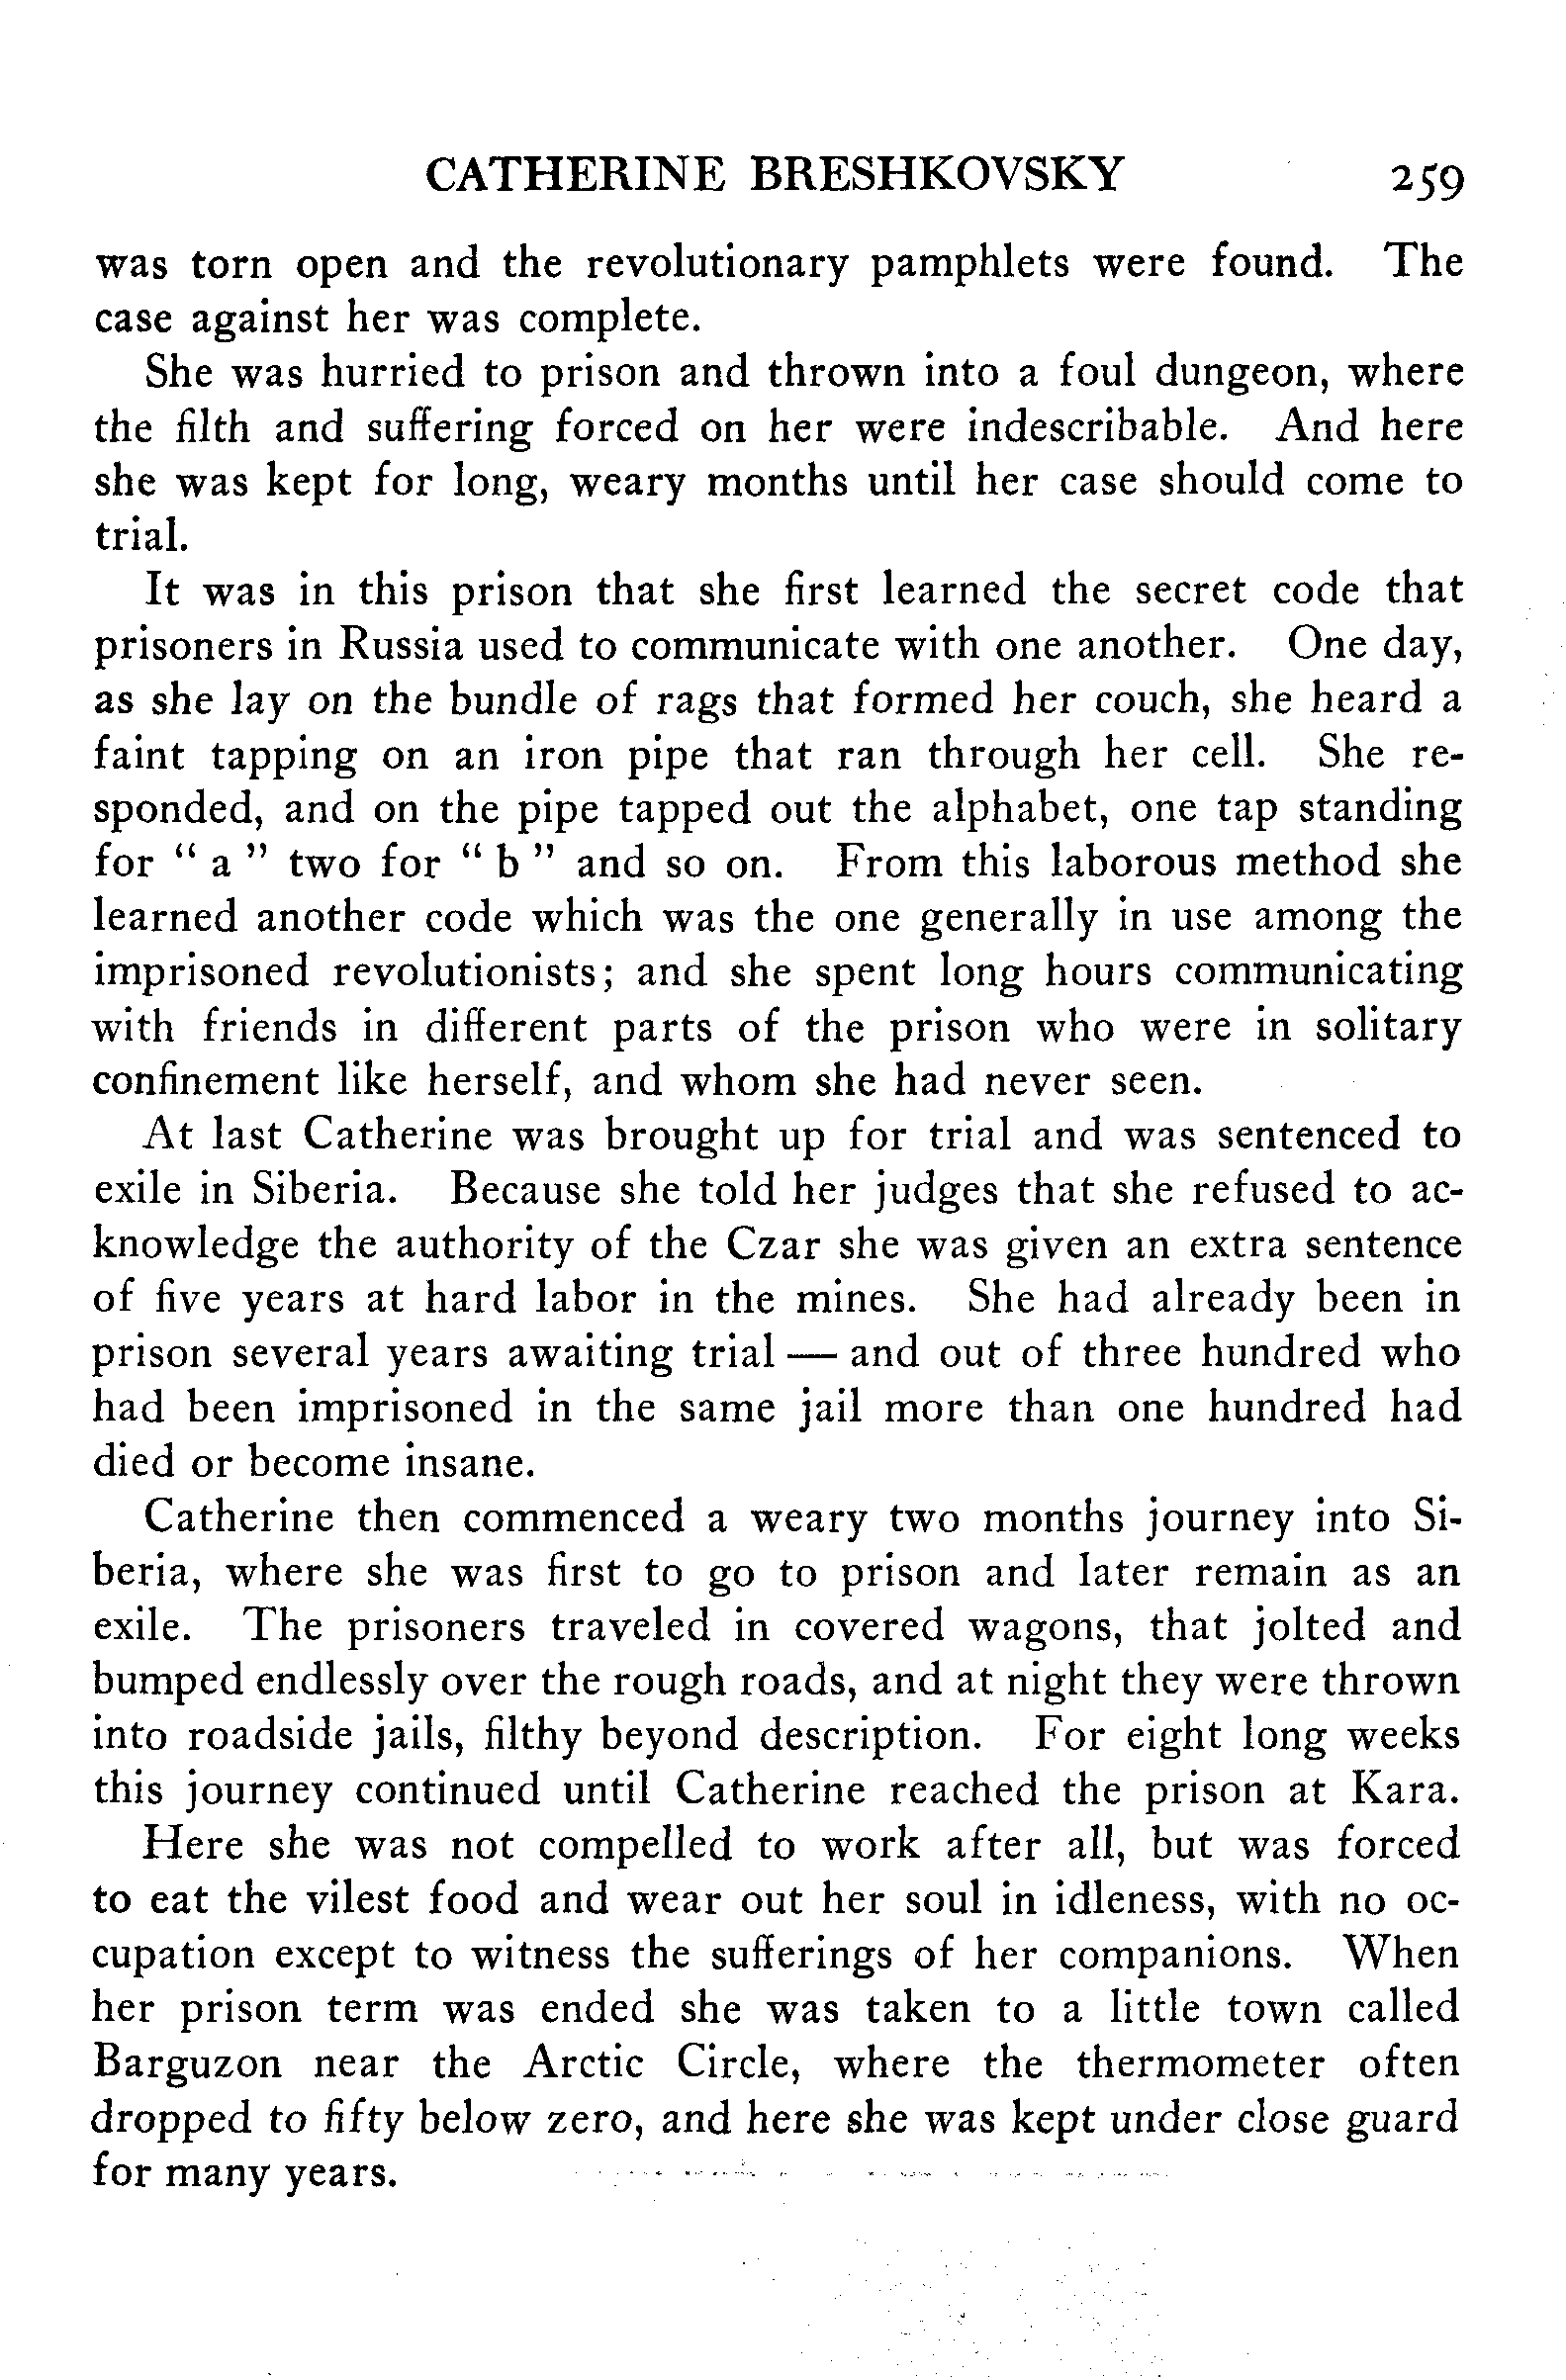 CATHERINE BRESHKOVSKY 259
was torn open and the revolutionary pamphlets were found. The
case against her was complete.
She was hurried to prison and thrown into a foul dungeon, where
the filth and suffering forced on her were indescribable. And here
she was kept for long, weary months until her case should come to
trial.
It was in this prison that she first learned the secret code that
prisoners in Russia used to communicate with one another. One day,
as she lay on the bundle of rags that formed her couch, she heard a
faint tapping on an iron pipe that ran through her cell. She re-
sponded, and on the pipe tapped out the alphabet, one tap standing
for “ a ” two for “ b ” and so on. From this laborous method she
learned another code which was the one generally in use among the
imprisoned revolutionists; and she spent long hours communicating
with friends in different parts of the prison who were in solitary
confinement like herself, and whom she had never seen.
At last Catherine was brought up for trial and was sentenced to
exile in Siberia. Because she told her judges that she refused to ac-
knowledge the authority of the Czar she was given an extra sentence
of five years at hard labor in the mines. She had already been in
prison several years awaiting trial — and out of three hundred who
had been imprisoned in the same jail more than one hundred had
died or become insane.
Catherine then commenced a weary two months journey into Si-
beria, where she was first to go to prison and later remain as an
exile. The prisoners traveled in covered wagons, that jolted and
bumped endlessly over the rough roads, and at night they were thrown
into roadside jails, filthy beyond description. For eight long weeks
this journey continued until Catherine reached the prison at Kara.
Here she was not compelled to work after all, but was forced
to eat the vilest food and wear out her soul in idleness, with no oc-
cupation except to witness the sufferings of her companions. When
her prison term was ended she was taken to a little town called
Barguzon near the Arctic Circle, where the thermometer often
dropped to fifty below zero, and here she was kept under close guard
for many years.